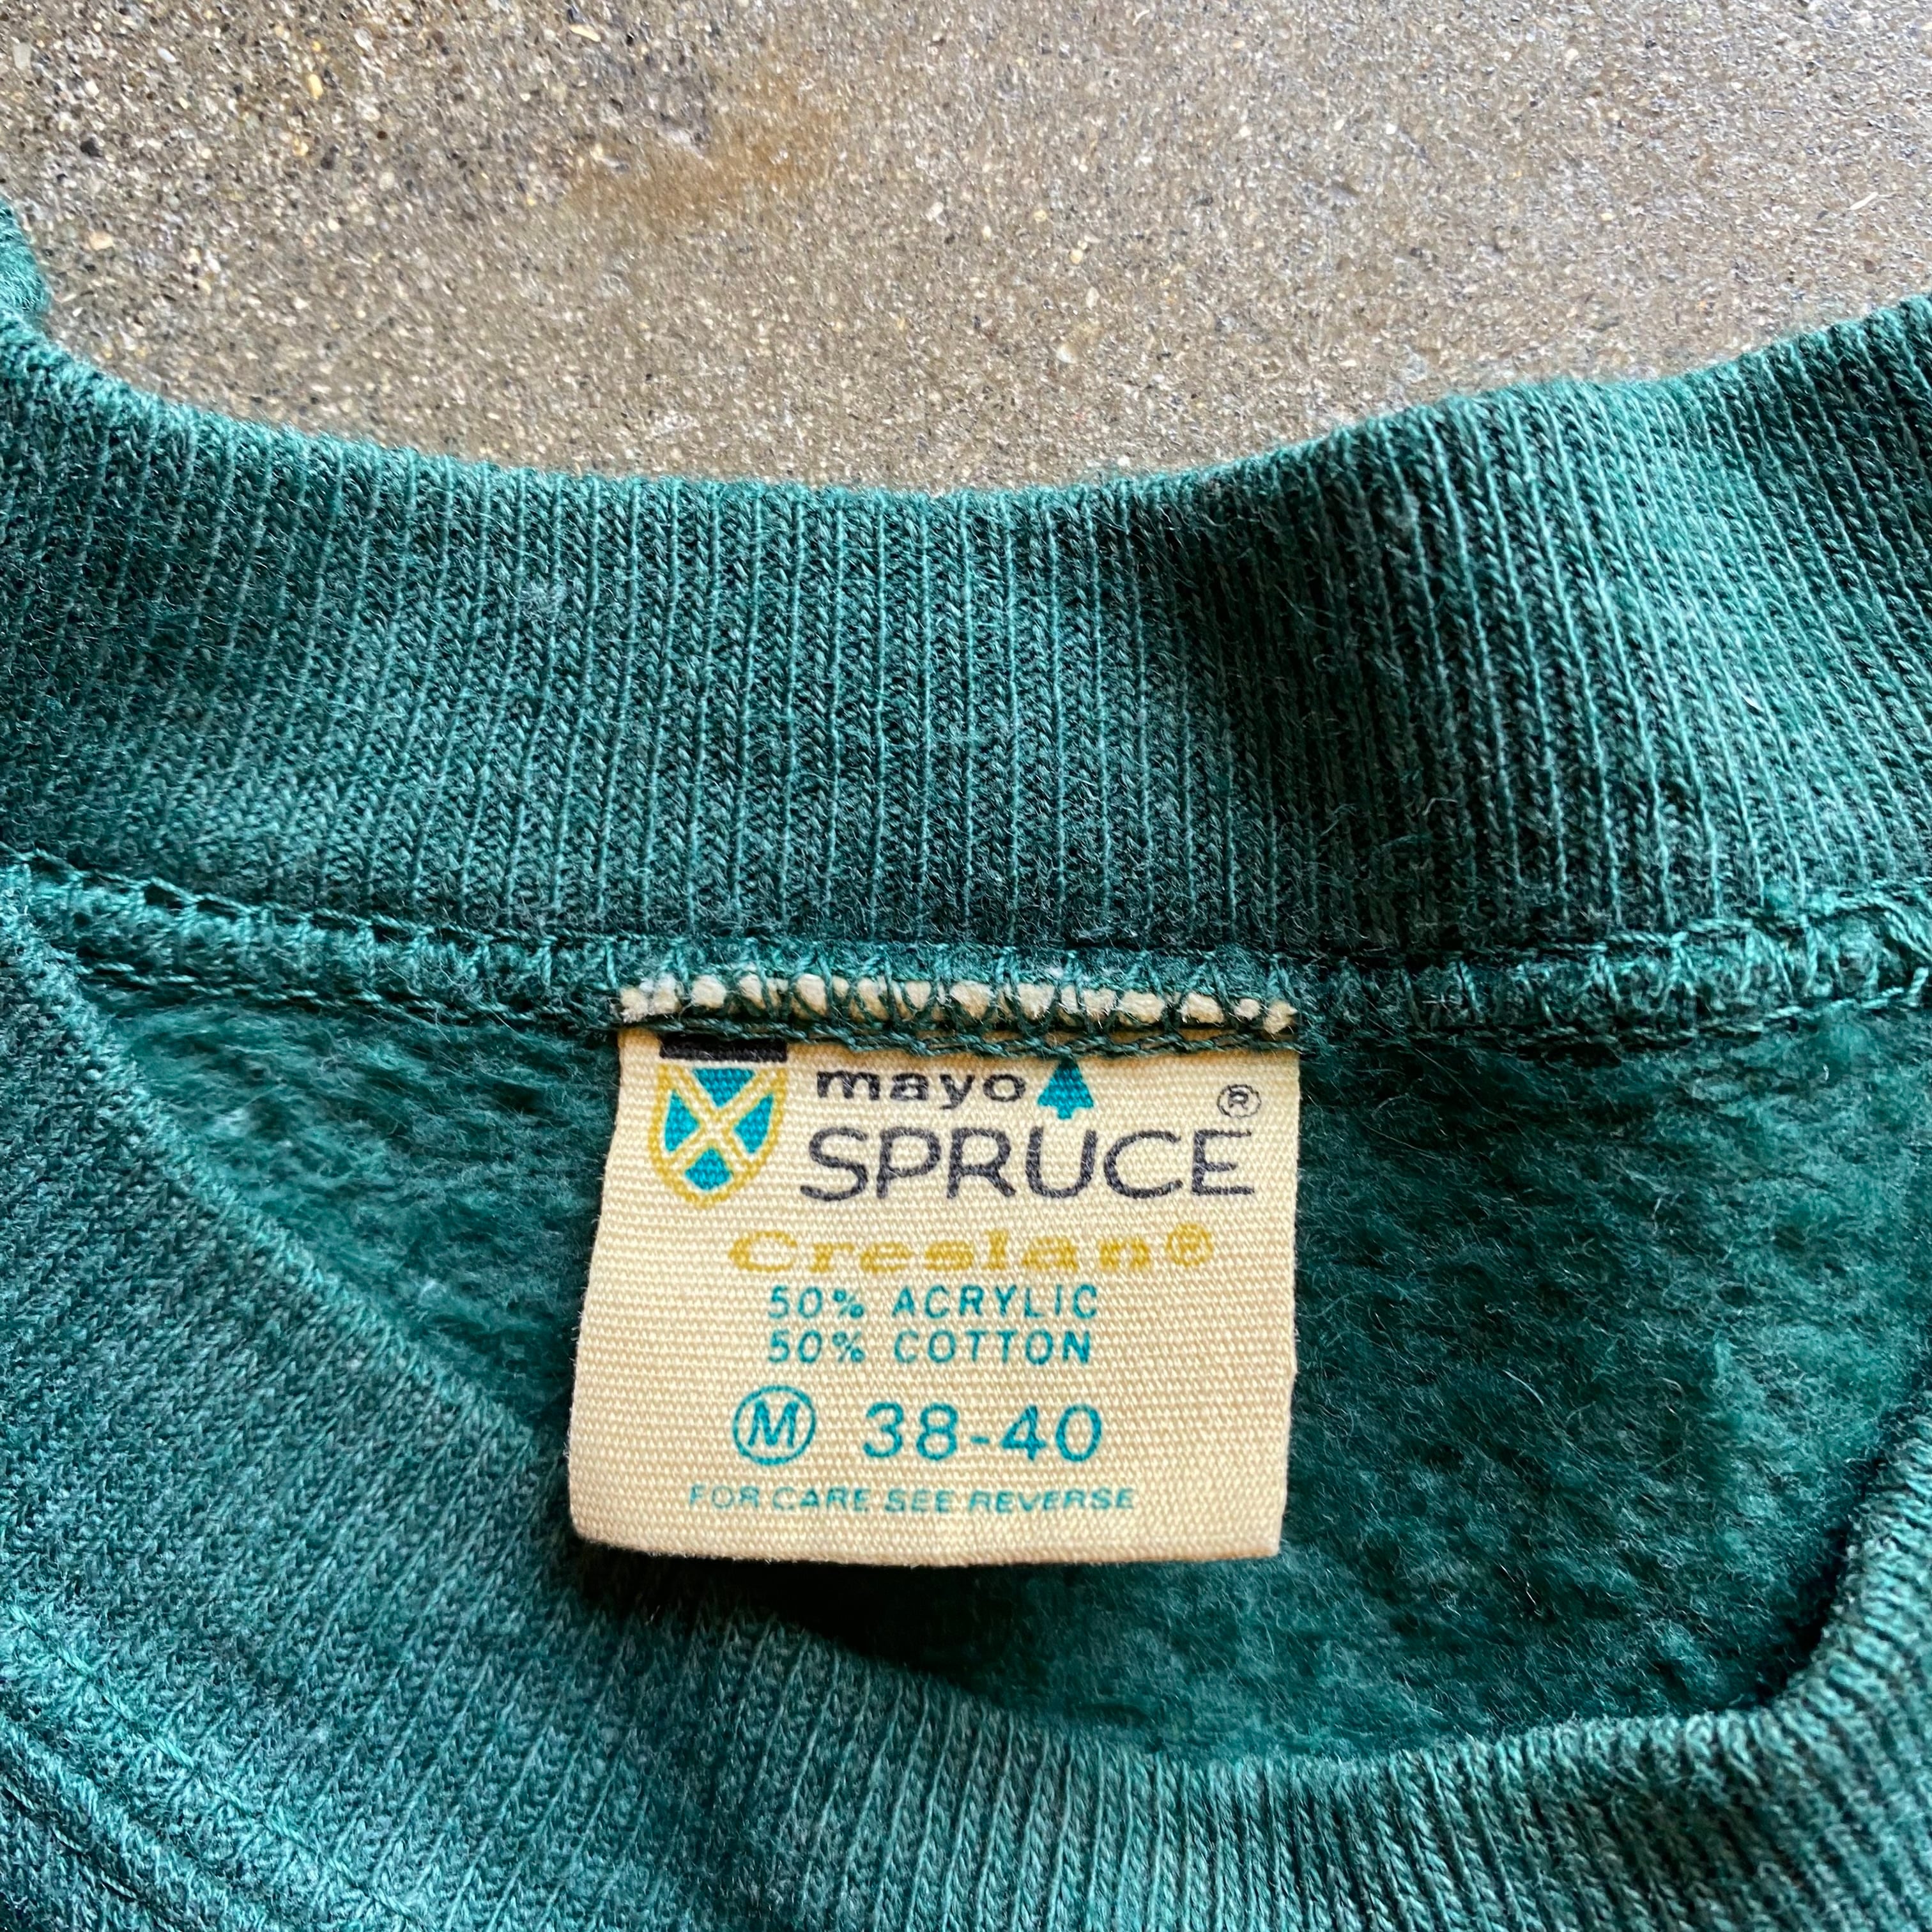 mayo
SPRUCE®
Creslan®
50% ACRYLIC
50% COTTON
M 38-40
FOR CARE SEE REVERSE